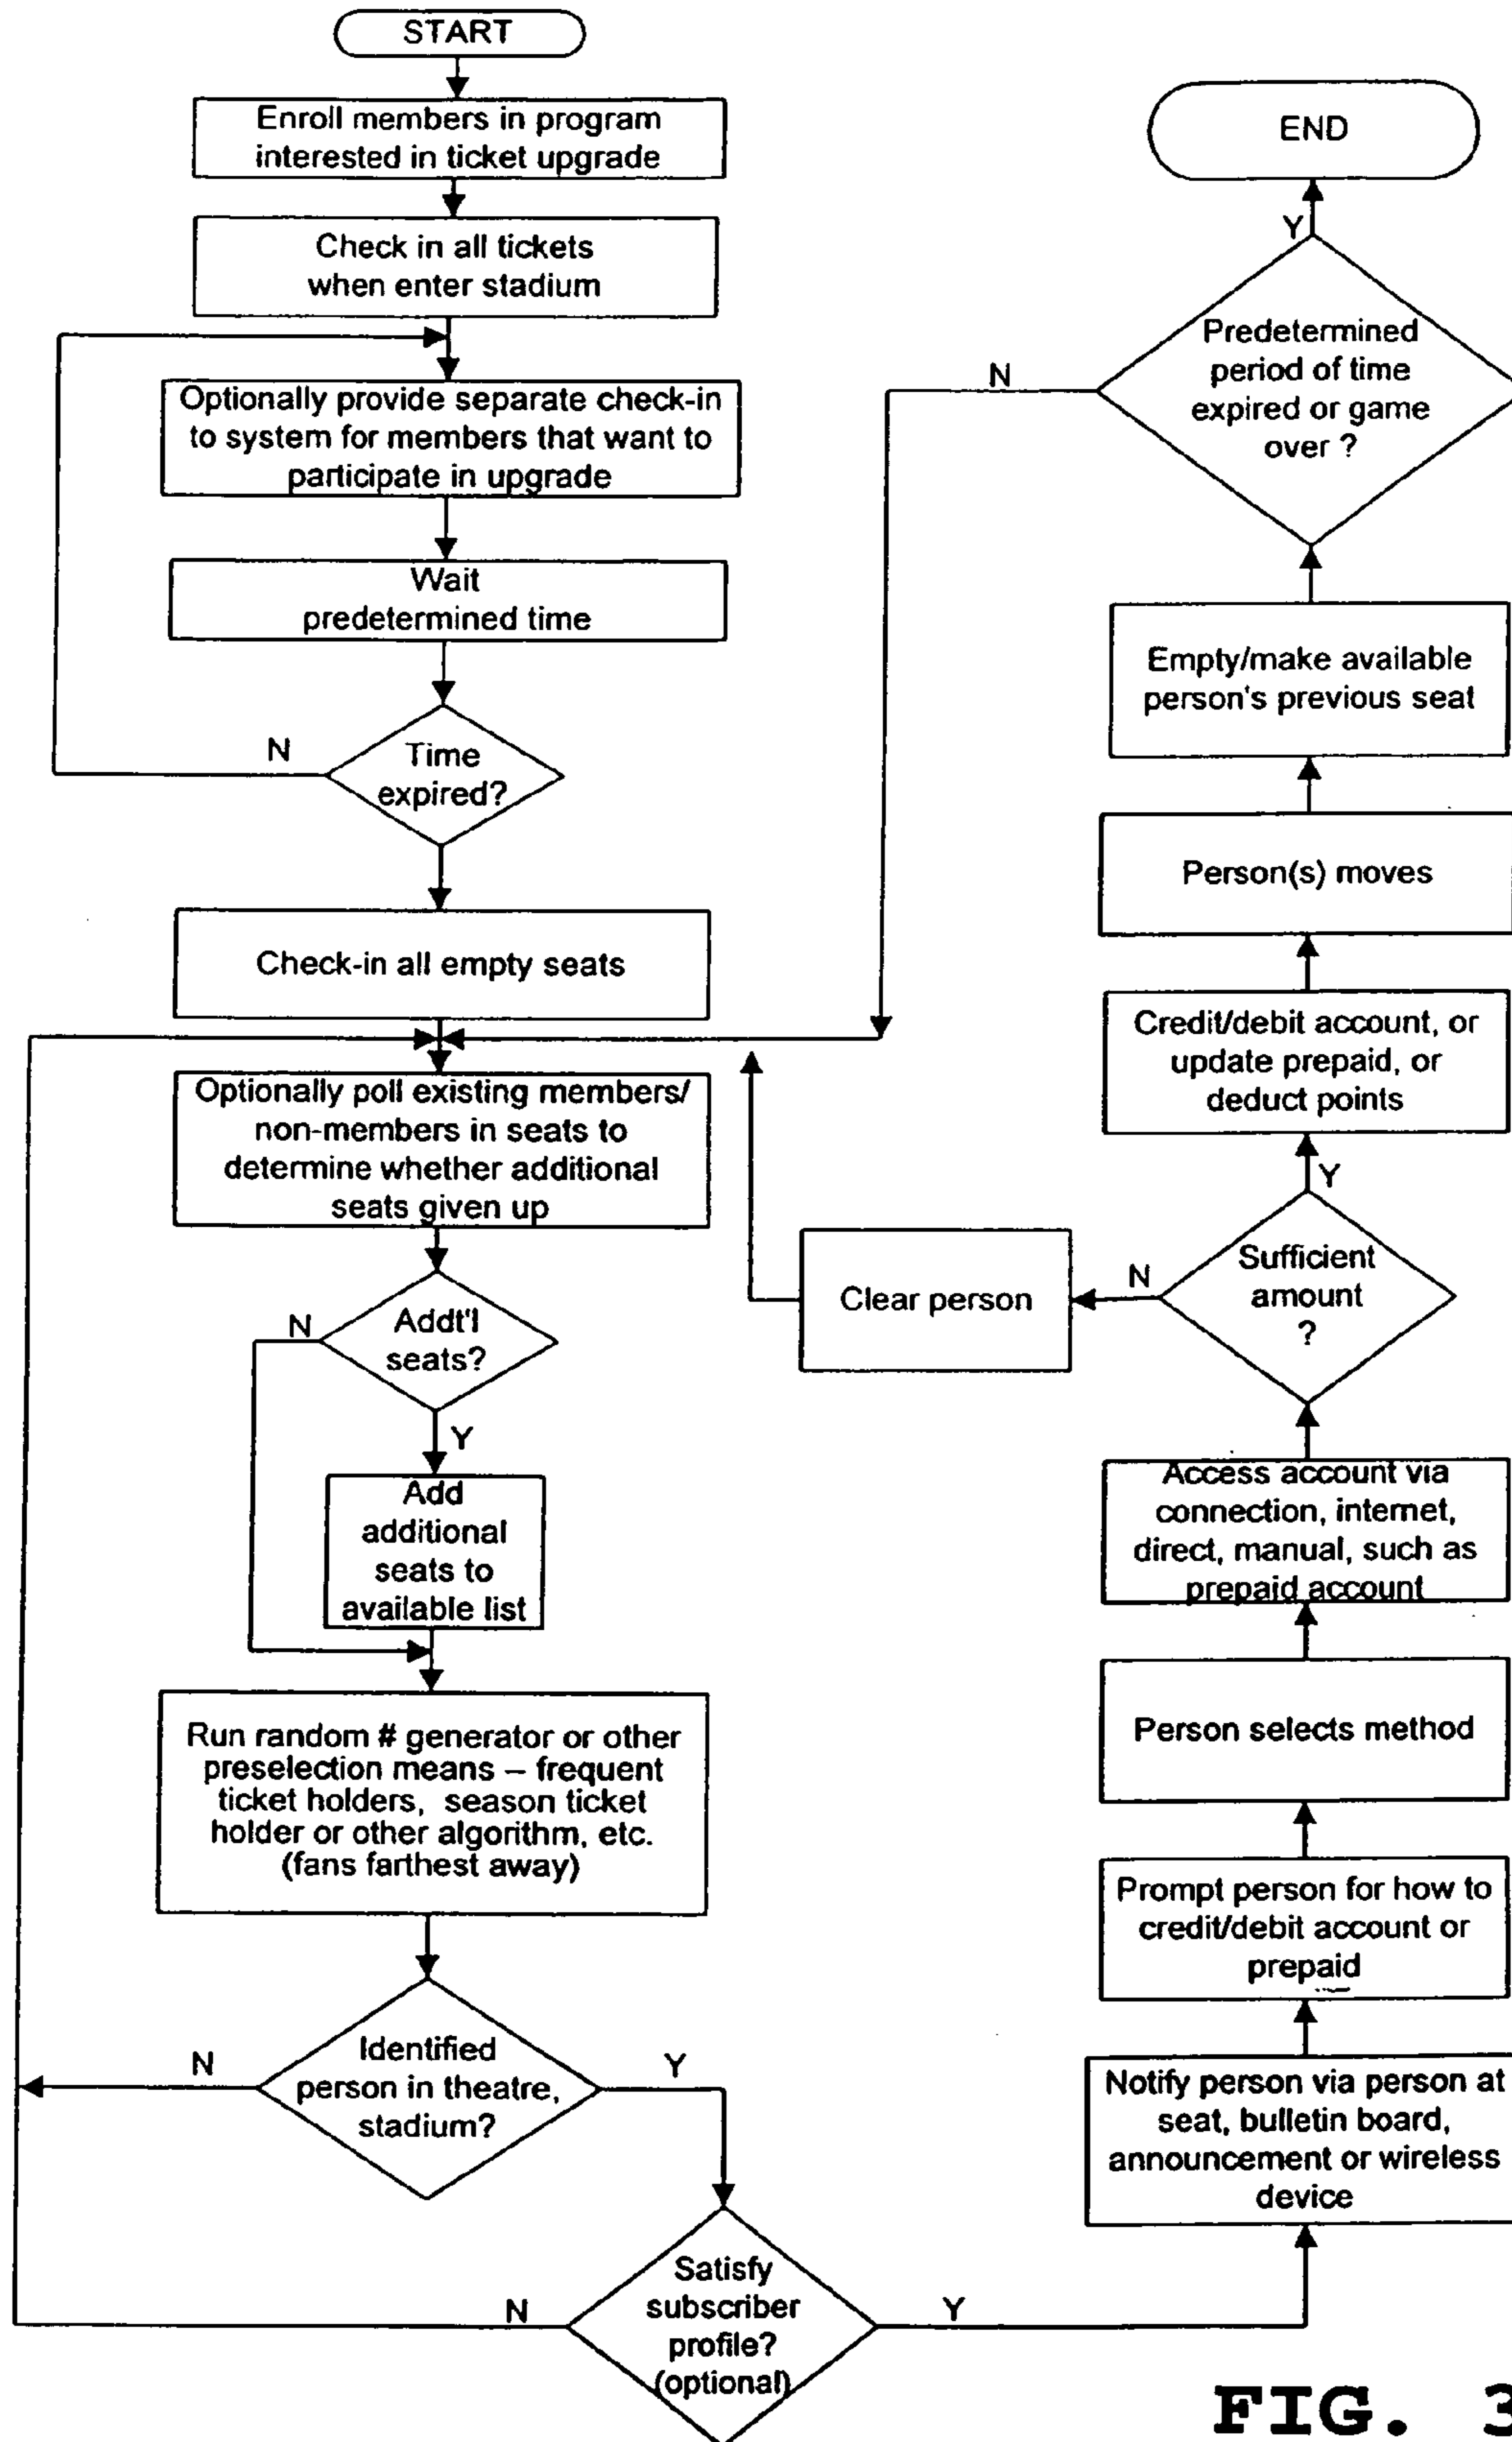 START
Enroll members in program
interested in ticket upgrade
Check in all tickets
when enter stadium
Optionally provide separate check-in
to system for members that want to
participate in upgrade
Wait
predetermined time
N
Time
expired?
Check-in all empty seats
Optionally poll existing members/
non-members in seats to
determine whether additional
seats given up
N
Addt'l
seats?
Y
Add
additional
seats to
available list
Run random # generator or other
preselection means – frequent
ticket holders, season ticket
holder or other algorithm, etc.
(fans farthest away)
N
Identified
person in theatre,
stadium?
Y
N
Satisfy
subscriber
profile?
(optional)
Y
Notify person via person at
seat, bulletin board,
announcement or wireless
device
Prompt person for how to
credit/debit account or
prepaid
Person selects method
Access account via
connection, internet,
direct, manual, such as
prepaid account
Sufficient
amount
?
N
Clear person
Y
Credit/debit account, or
update prepaid, or
deduct points
Person(s) moves
Empty/make available
person's previous seat
Predetermined
period of time
expired or game
over ?
N
Y
END
FIG. 3